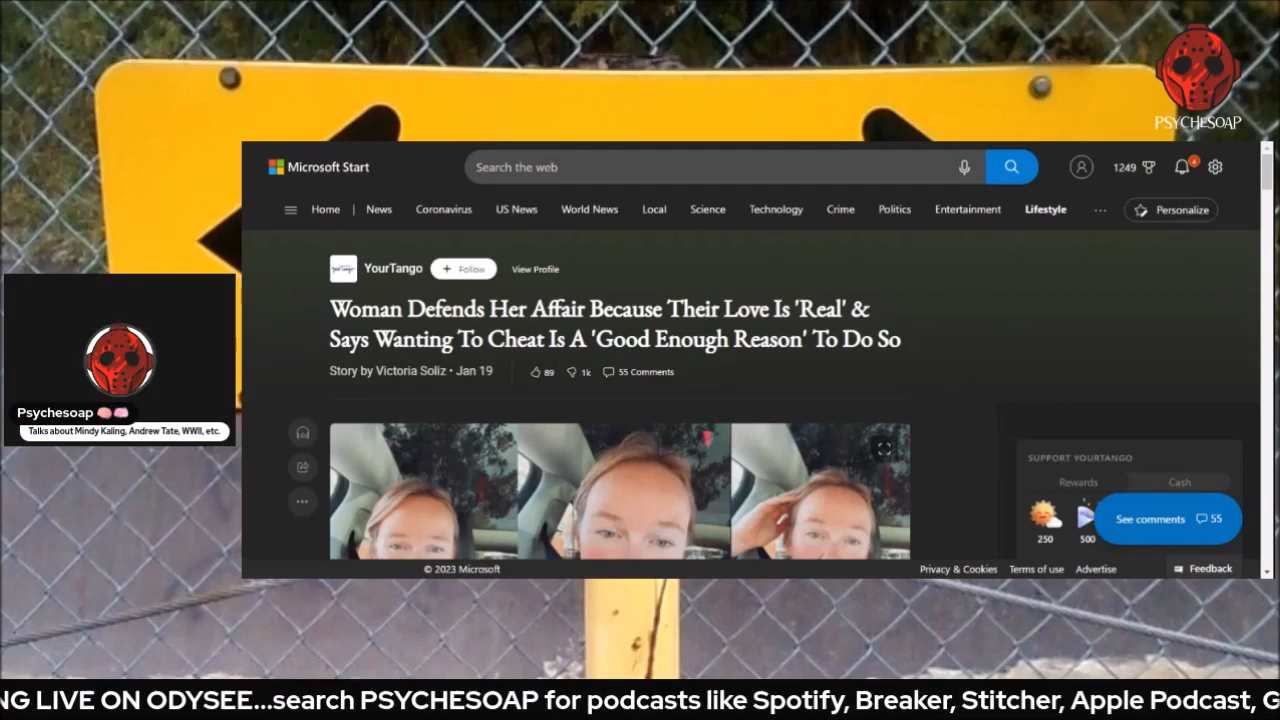 PSYCHESOAP
Microsoft Start
Search the web
1249
4
Home
News
Coronavirus
US News
World News
Local
Science
Technology
Crime
Politics
Entertainment
Lifestyle
Personalize
YourTango
+ Follow
View Profile
Woman Defends Her Affair Because Their Love Is 'Real' &
Says Wanting To Cheat Is A 'Good Enough Reason' To Do So
Story by Victoria Soliz • Jan 19
89
1k
55 Comments
Psychesoap
Talks about Mindy Kaling, Andrew Tate, WWII, etc.
SUPPORT YOURTANGO
Rewards
Cash
See comments 55
250
500
© 2023 Microsoft
Privacy & Cookies
Terms of use
Advertise
Feedback
NG LIVE ON ODYSEE...search PSYCHESOAP for podcasts like Spotify, Breaker, Stitcher, Apple Podcast, G